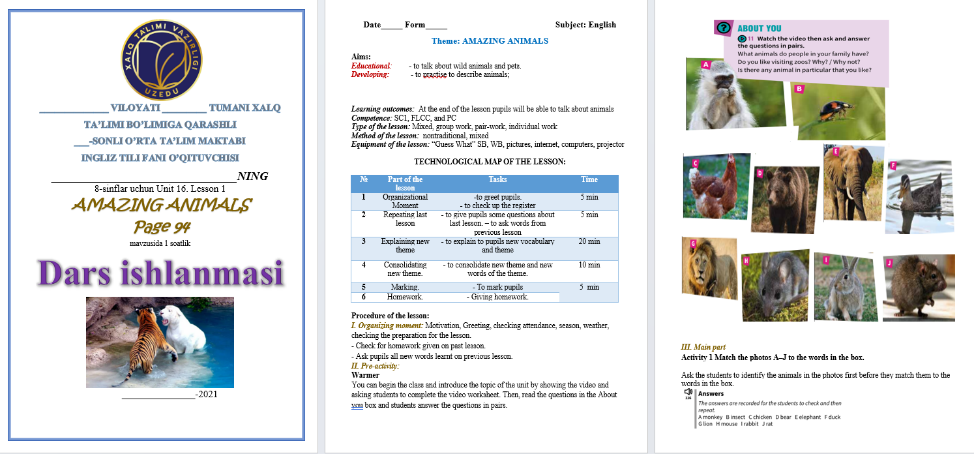 XALQ TA'LIMI VAZIRLIGI
UZEDU
____________ VILOYATI ________ TUMANI XALQ
TA'LIMI BO'LIMIGA QARASHLI
___-SONLI O'RTA TA'LIM MAKTABI
INGLIZ TILI FANI O'QITUVCHISI
______________________________NING
8-sinflar uchun Unit 16. Lesson 1
AMAZING ANIMALS
Page 94
mavzusida 1 soatlik
Dars ishlanmasi
_______________-2021
Date_____ Form_____ Subject: English
Theme: AMAZING ANIMALS
Aims:
Educational: - to talk about wild animals and pets.
Developing: - to practise to describe animals;
Learning outcomes: At the end of the lesson pupils will be able to talk about animals
Competence: SC1, FLCC, and PC
Type of the lesson: Mixed, group work, pair-work, individual work
Method of the lesson: nontraditional, mixed
Equipment of the lesson: "Guess What" SB, WB, pictures, internet, computers, projector
TECHNOLOGICAL MAP OF THE LESSON:
№ Part of the lesson Tasks Time
1 Organizational Moment -to greet pupils. - to check up the register 5 min
2 Repeating last lesson - to give pupils some questions about last lesson. – to ask words from previous lesson 5 min
3 Explaining new theme - to explain to pupils new vocabulary and theme 20 min
4 Consolidating new theme. - to consolidate new theme and new words of the theme. 10 min
5 Marking. - To mark pupils 5 min
6 Homework. - Giving homework.
Procedure of the lesson:
I. Organizing moment: Motivation, Greeting, checking attendance, season, weather,
checking the preparation for the lesson.
- Check for homework given on past lesson.
- Ask pupils all new words learnt on previous lesson.
II. Pre-activity:
Warmer
You can begin the class and introduce the topic of the unit by showing the video and
asking students to complete the video worksheet. Then, read the questions in the About
you box and students answer the questions in pairs.
? ABOUT YOU
11 Watch the video then ask and answer
the questions in pairs.
What animals do people in your family have?
Do you like visiting zoos? Why? / Why not?
Is there any animal in particular that you like?
A
B
C
D
E
F
G
H
I
J
III. Main part
Activity 1 Match the photos A–J to the words in the box.
Ask the students to identify the animals in the photos first before they match them to the
words in the box.
Answers
The answers are recorded for the students to check and then
repeat.
A monkey B insect C chicken D bear E elephant F duck
G lion H mouse I rabbit J rat